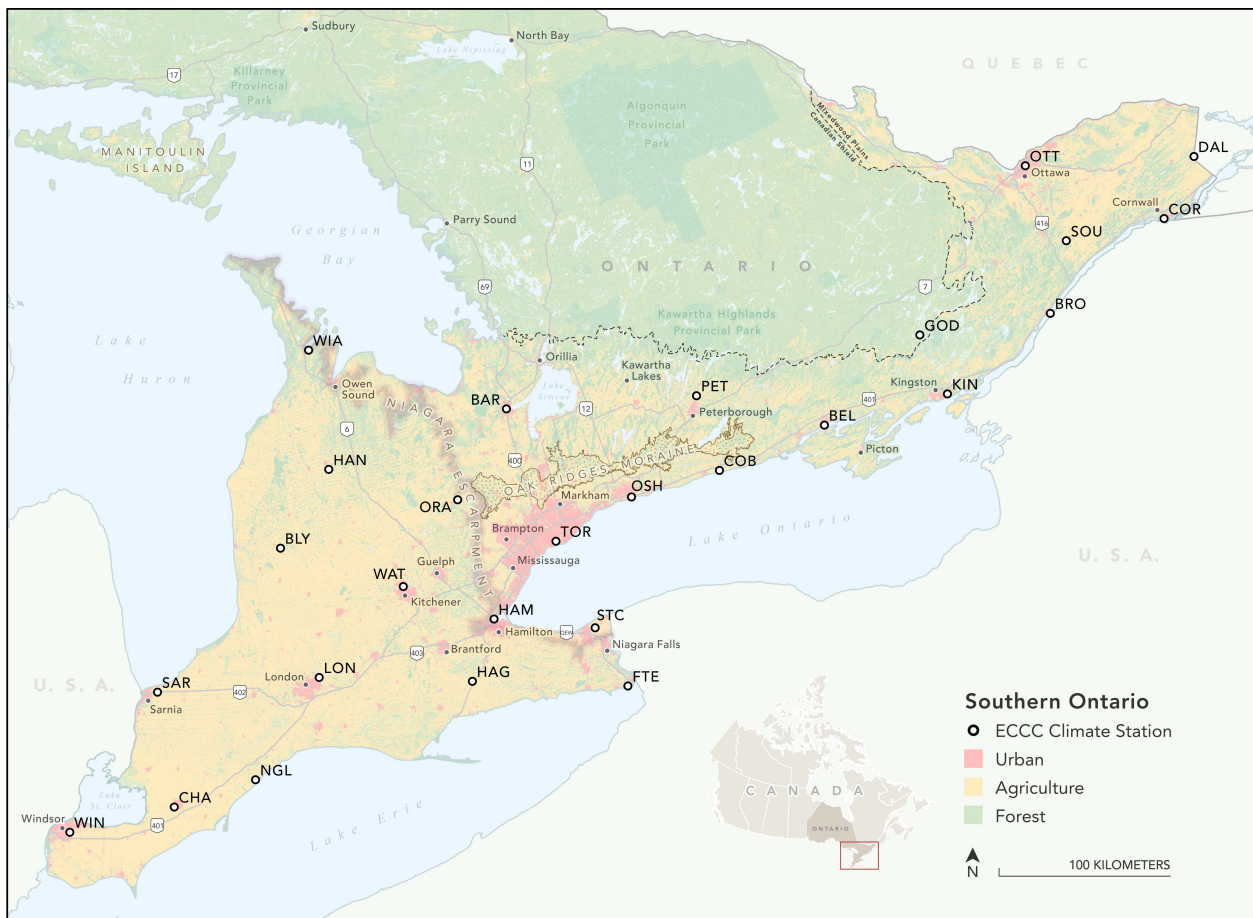 Sudbury
North Bay
Lake Nipissing
QUEBEC
17
Killarney
Provincial
Park
Algonquin
Provincial
Park
Mixedwood Plains
Canadian Shield
MANITOULIN
ISLAND
11
OTT
Ottawa
DAL
Cornwall
COR
Parry Sound
416
SOU
Georgian
Bay
ONTARIO
69
7
BRO
Kawartha Highlands
Provincial Park
GOD
Lake
Huron
WIA
Orillia
Kawartha
Lakes
Owen
Sound
Lake
Simcoe
PET
Kingston
KIN
NIAGARA ESCARPMENT
BAR
12
Peterborough
401
BEL
6
Picton
HAN
400
OAK RIDGES MORAINE
COB
ORA
OSH
Markham
BLY
Brampton
TOR
Lake Ontario
U.S.A.
Guelph
Mississauga
WAT
Kitchener
HAM
STC
Hamilton
QEW
Niagara Falls
403
Brantford
LON
London
HAG
FTE
U.S.A.
SAR
Sarnia
402
NGL
Lake
St. Clair
CHA
Windsor
WIN
401
Lake Erie
CANADA
ONTARIO
Southern Ontario
ECCC Climate Station
Urban
Agriculture
Forest
N
100 KILOMETERS